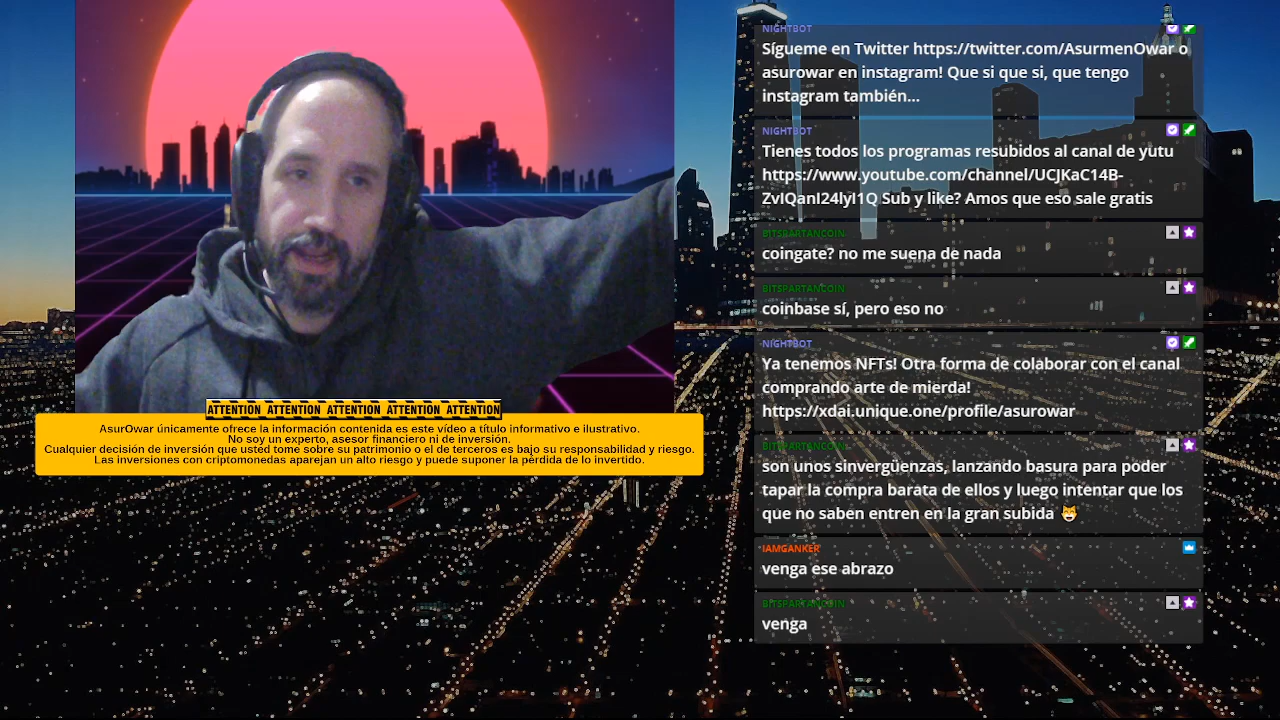 ATTENTION ATTENTION ATTENTION ATTENTION ATTENTION
AsurOwar únicamente ofrece la información contenida es este vídeo a título informativo e ilustrativo.
No soy un experto, asesor financiero ni de inversión.
Cualquier decisión de inversión que usted tome sobre su patrimonio o el de terceros es bajo su responsabilidad y riesgo.
Las inversiones con criptomonedas aparejan un alto riesgo y puede suponer la pérdida de lo invertido.
NIGHTBOT
Sígueme en Twitter https://twitter.com/AsurmenOwar o
asurowar en instagram! Que si que si, que tengo
instagram también...
NIGHTBOT
Tienes todos los programas resubidos al canal de yutu
https://www.youtube.com/channel/UCJKaC14B-
ZvIQanI24lyl1Q Sub y like? Amos que eso sale gratis
BITSPARTANCOIN
coingate? no me suena de nada
BITSPARTANCOIN
coinbase sí, pero eso no
NIGHTBOT
Ya tenemos NFTs! Otra forma de colaborar con el canal
comprando arte de mierda!
https://xdai.unique.one/profile/asurowar
BITSPARTANCOIN
son unos sinvergüenzas, lanzando basura para poder
tapar la compra barata de ellos y luego intentar que los
que no saben entren en la gran subida 😹
IAMGANKER
venga ese abrazo
BITSPARTANCOIN
venga